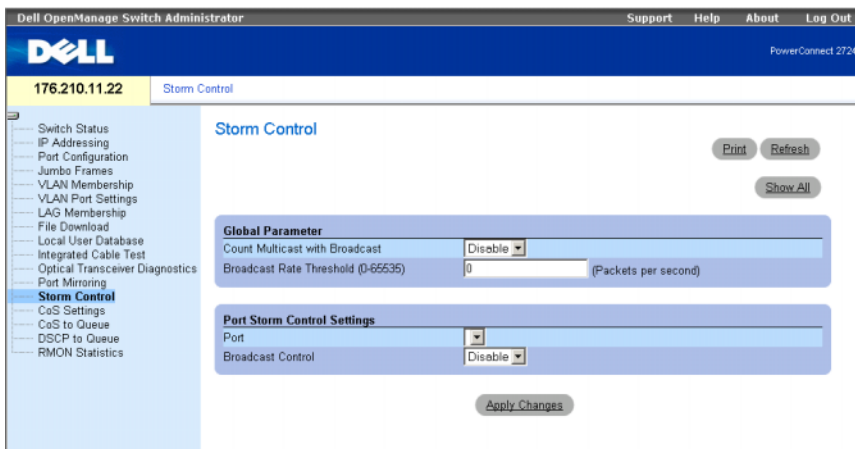 Dell OpenManage Switch Administrator Support Help About Log Out
DELL
PowerConnect 2724
176.210.11.22 Storm Control
Switch Status
IP Addressing
Port Configuration
Jumbo Frames
VLAN Membership
VLAN Port Settings
LAG Membership
File Download
Local User Database
Integrated Cable Test
Optical Transceiver Diagnostics
Port Mirroring
Storm Control
CoS Settings
CoS to Queue
DSCP to Queue
RMON Statistics
Storm Control
Print Refresh
Show All
Global Parameter
Count Multicast with Broadcast Disable
Broadcast Rate Threshold (0-65535) 0 (Packets per second)
Port Storm Control Settings
Port
Broadcast Control Disable
Apply Changes